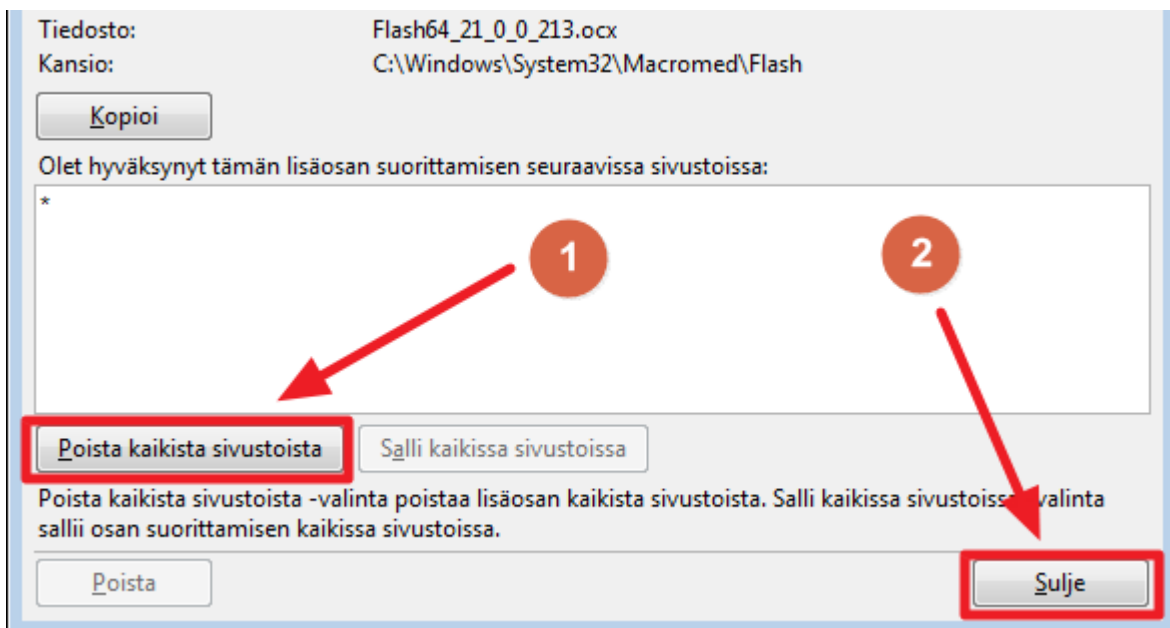 Tiedosto: Flash64_21_0_0_213.ocx
Kansio: C:\Windows\System32\Macromed\Flash
Kopioi
Olet hyväksynyt tämän lisäosan suorittamisen seuraavissa sivustoissa:
*
1
2
Poista kaikista sivustoista Salli kaikissa sivustoissa
Poista kaikista sivustoista -valinta poistaa lisäosan kaikista sivustoista. Salli kaikissa sivustoissa -valinta
sallii osan suorittamisen kaikissa sivustoissa.
Poista Sulje